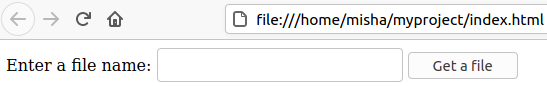 file:///home/misha/myproject/index.html
Enter a file name: Get a file